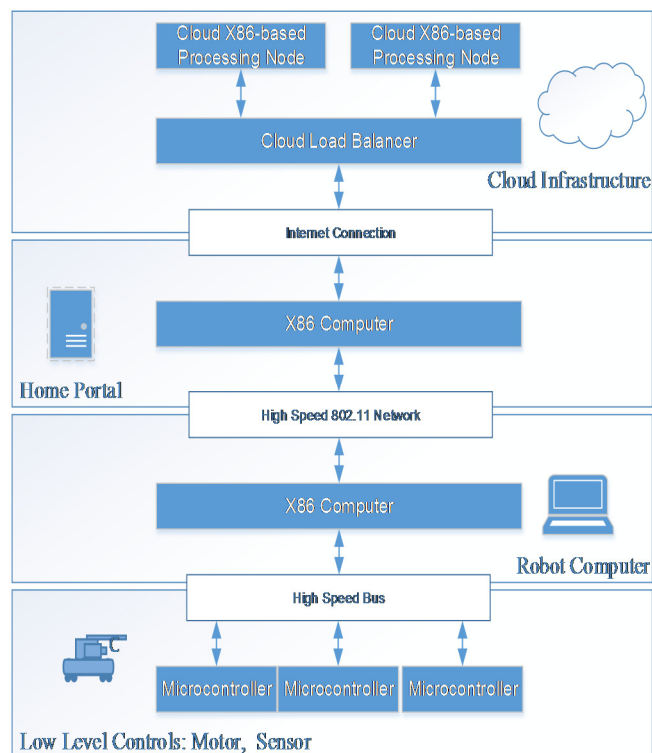 Cloud X86-based
Processing Node
Cloud X86-based
Processing Node
Cloud Load Balancer
Cloud Infrastructure
Internet Connection
X86 Computer
Home Portal
High Speed 802.11 Network
X86 Computer
Robot Computer
High Speed Bus
Microcontroller
Microcontroller
Microcontroller
Low Level Controls: Motor, Sensor